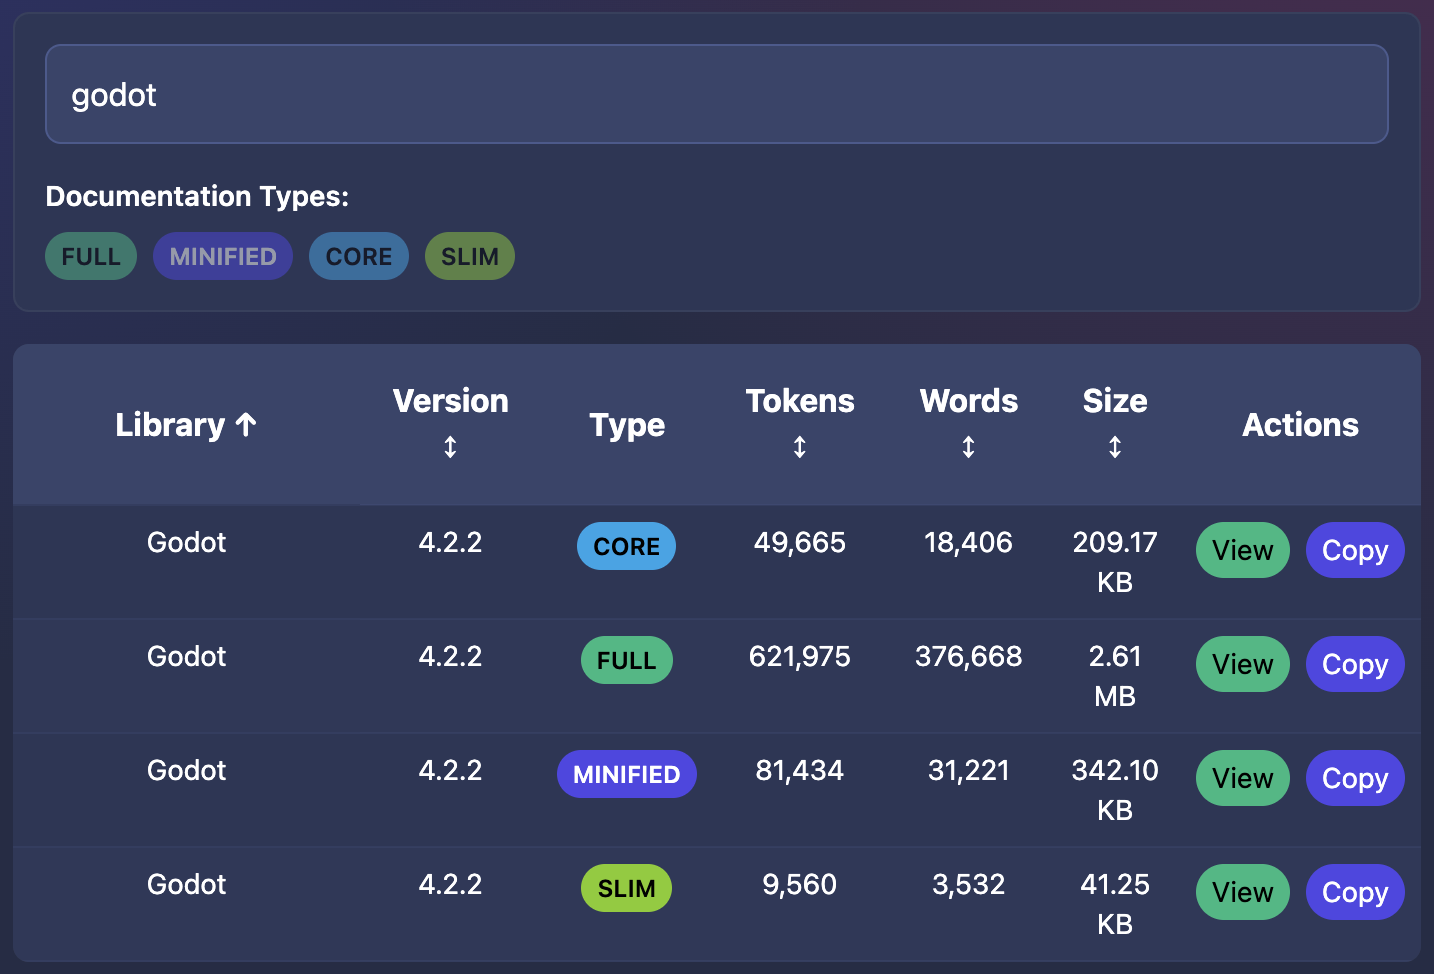 godot
Documentation Types:
FULL MINIFIED CORE SLIM
Library ↑ Version ↕ Type Tokens ↕ Words ↕ Size ↕ Actions
Godot 4.2.2 CORE 49,665 18,406 209.17 KB View Copy
Godot 4.2.2 FULL 621,975 376,668 2.61 MB View Copy
Godot 4.2.2 MINIFIED 81,434 31,221 342.10 KB View Copy
Godot 4.2.2 SLIM 9,560 3,532 41.25 KB View Copy